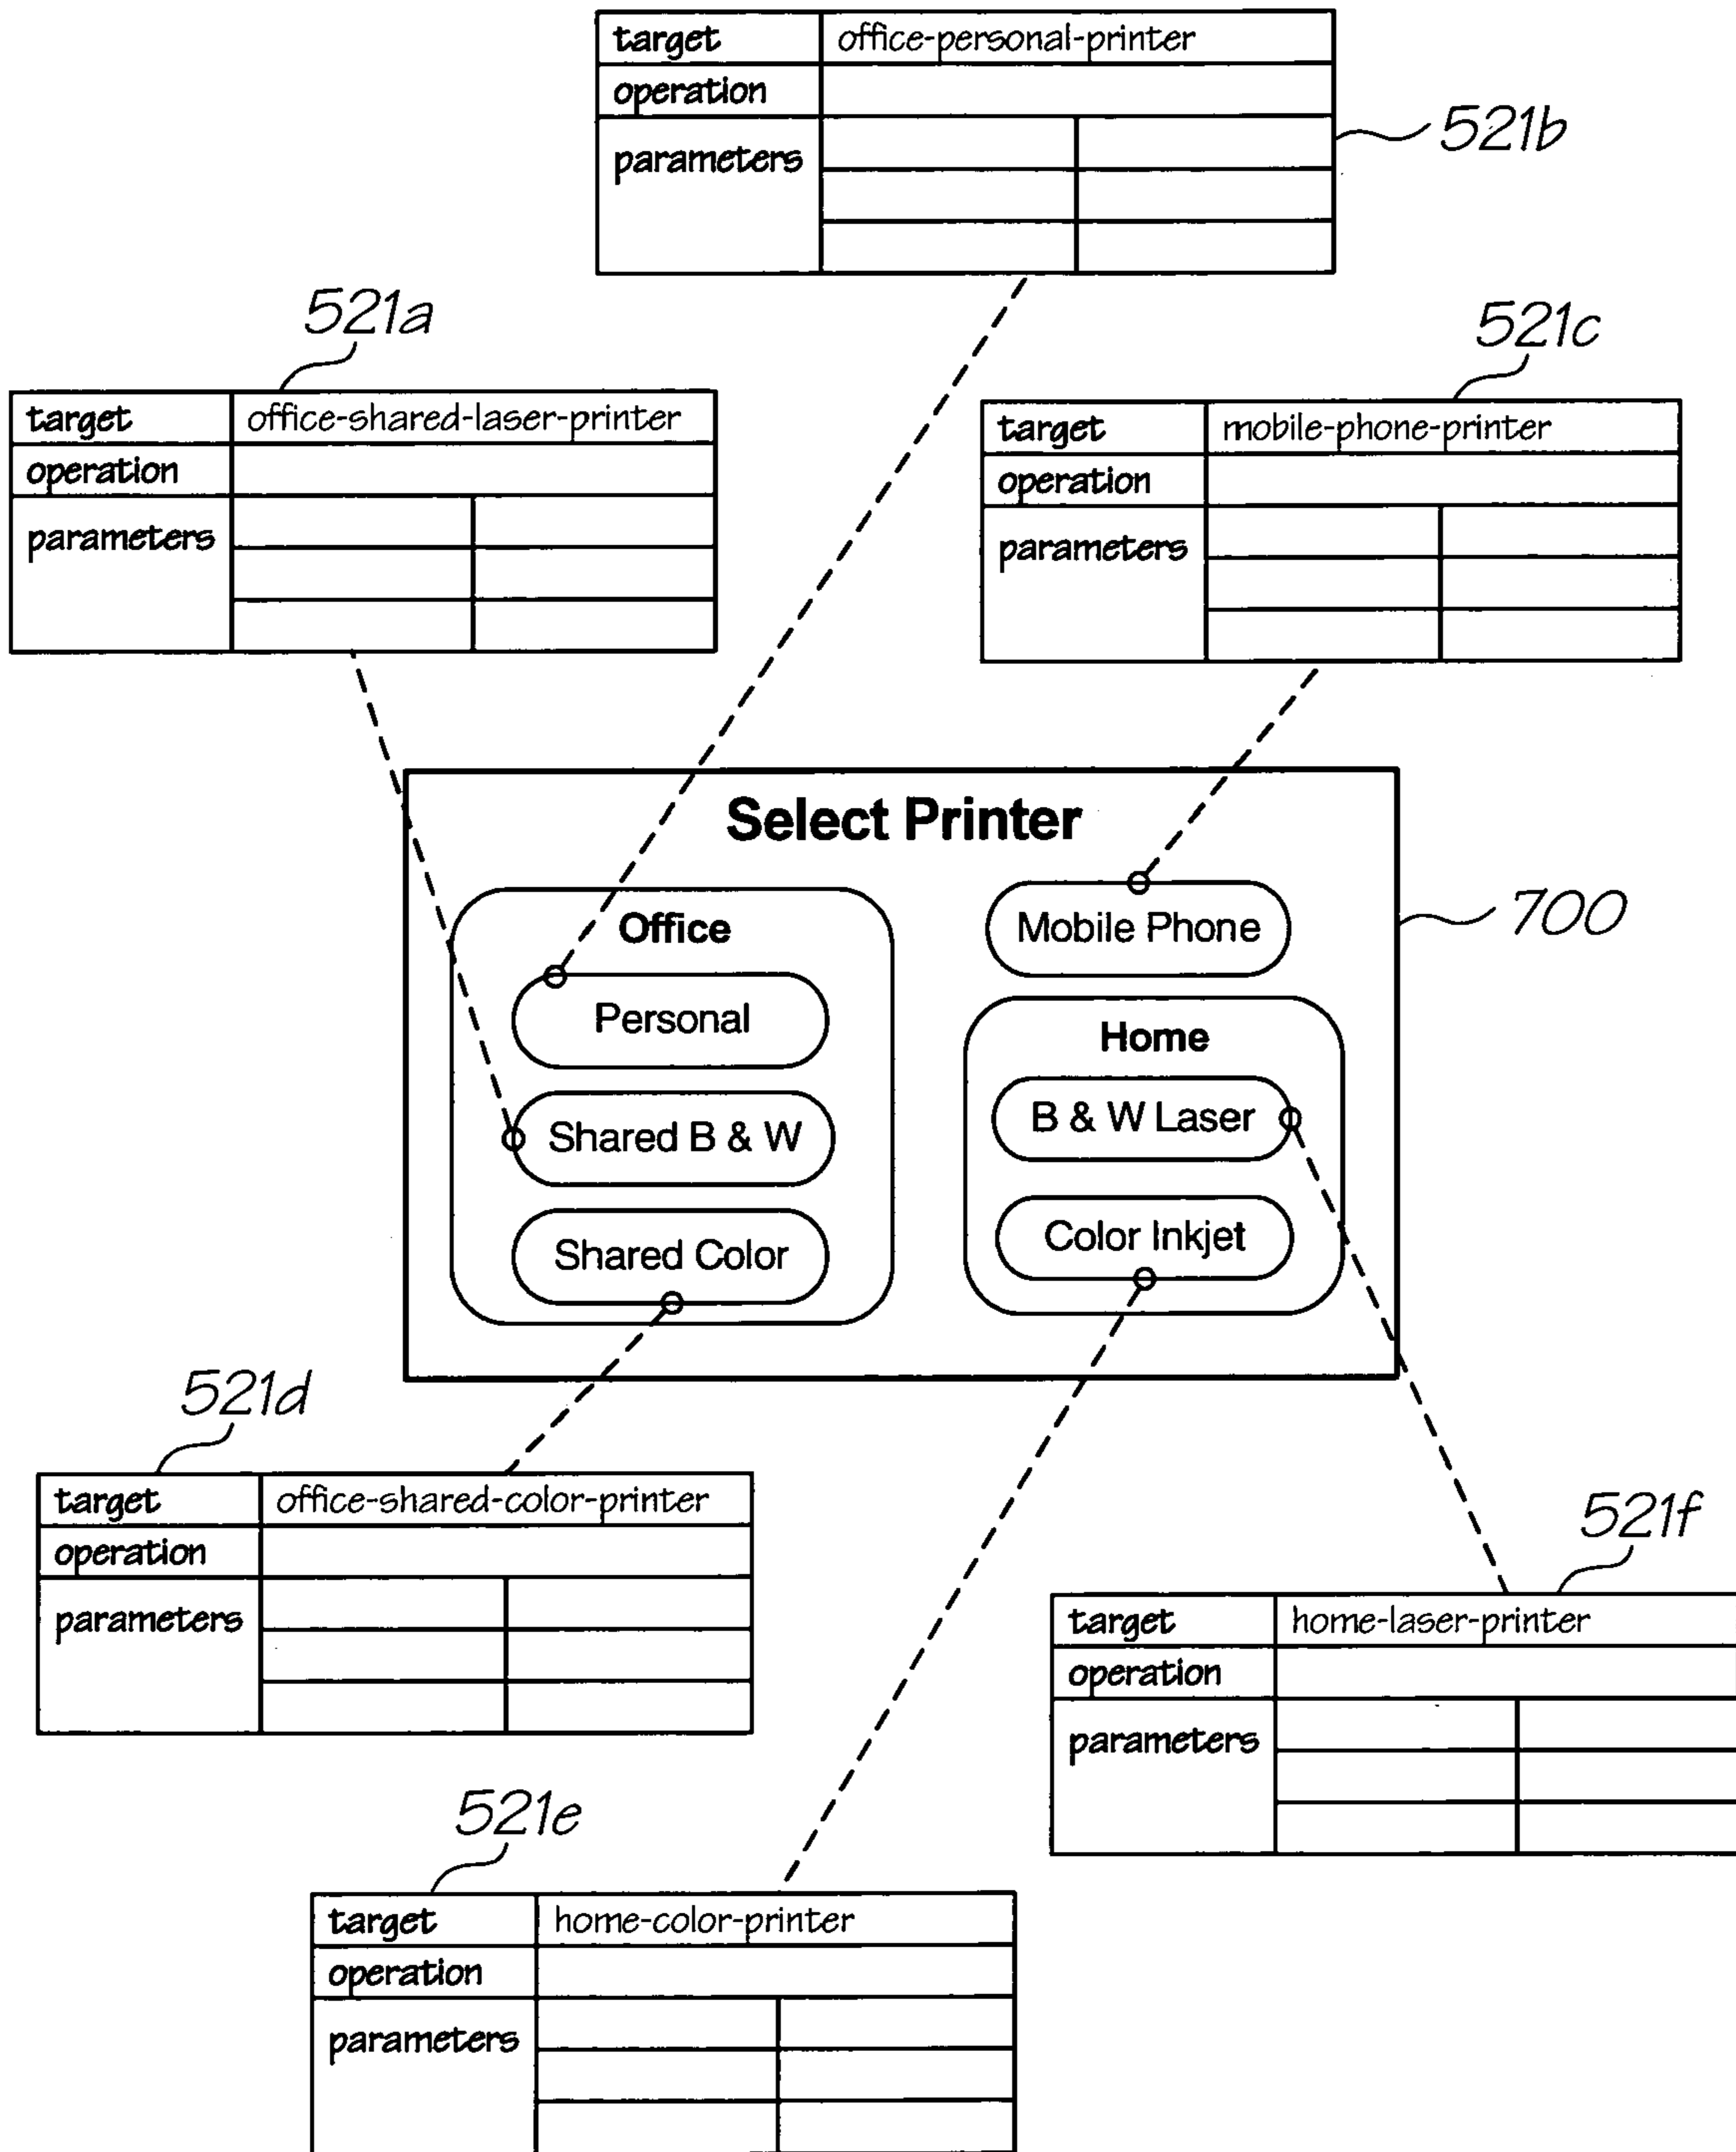 target office-personal-printer
operation
parameters
521b
521a
target office-shared-laser-printer
operation
parameters
521c
target mobile-phone-printer
operation
parameters
Select Printer
700
Office
Personal
Shared B & W
Shared Color
Mobile Phone
Home
B & W Laser
Color Inkjet
521d
target office-shared-color-printer
operation
parameters
521f
target home-laser-printer
operation
parameters
521e
target home-color-printer
operation
parameters